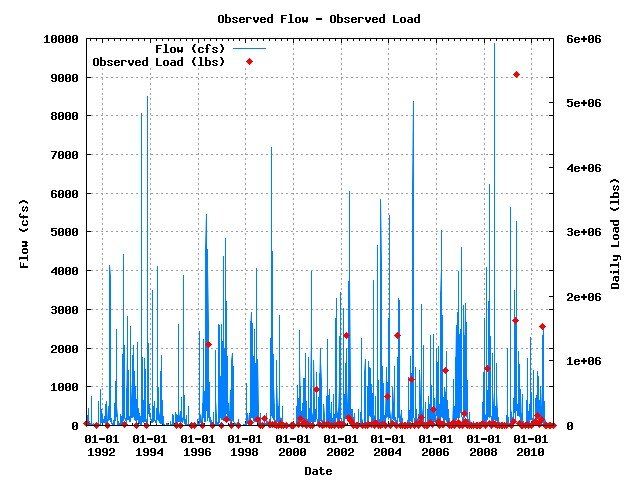 Observed Flow - Observed Load
10000 6e+06
Flow (cfs)
Observed Load (lbs)
9000
8000 5e+06
7000 4e+06
6000
5000 3e+06
4000
3000 2e+06
2000
1000 1e+06
0 0
Flow (cfs)
Daily Load (lbs)
01-01 01-01 01-01 01-01 01-01 01-01 01-01 01-01 01-01 01-01
1992 1994 1996 1998 2000 2002 2004 2006 2008 2010
Date